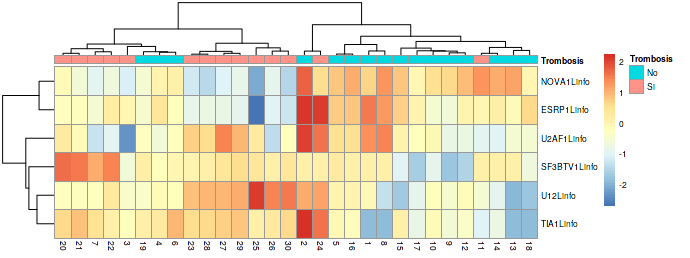 Trombosis
NOVA1Linfo
ESRP1Linfo
U2AF1Linfo
SF3BTV1Linfo
U12Linfo
TIA1Linfo
20 21 7 22 3 19 4 6 23 28 27 29 25 26 30 2 24 5 16 1 8 15 17 10 9 12 11 14 13 18
2
1
0
-1
-2
Trombosis
No
Si